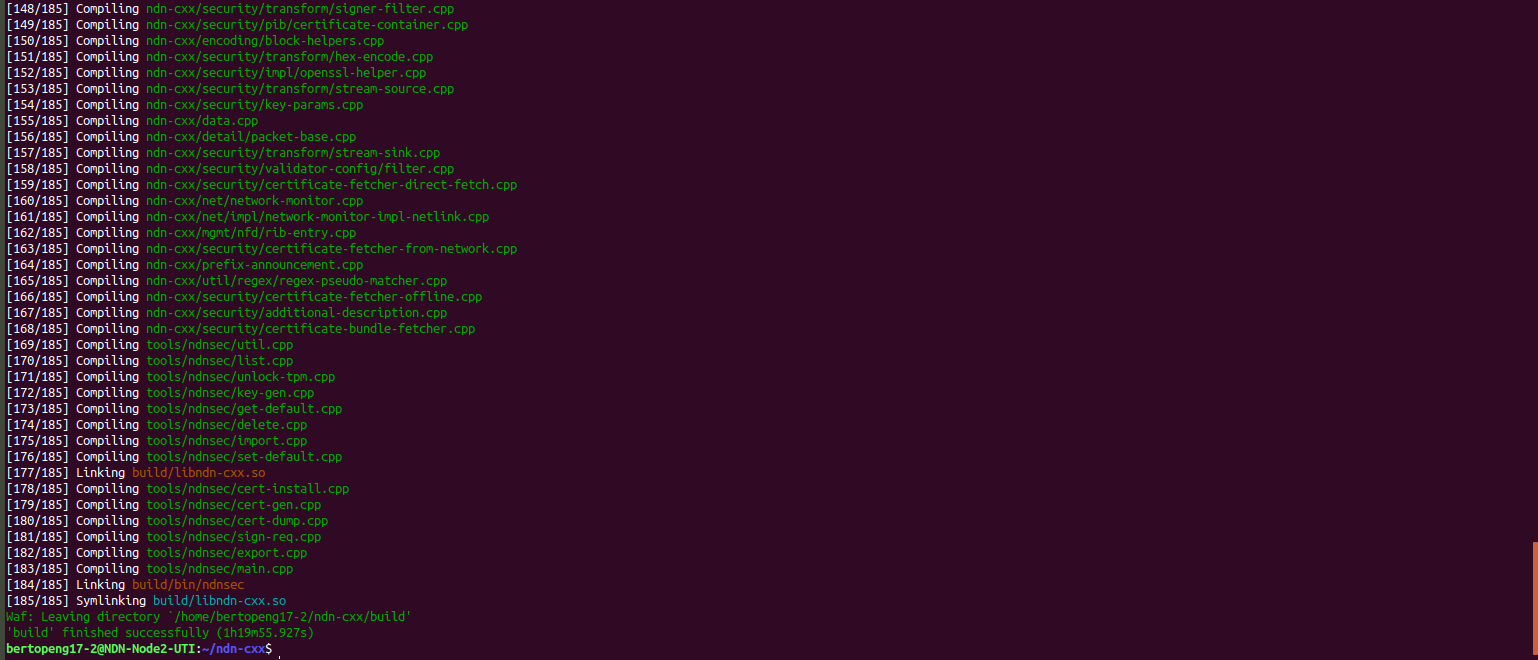 [148/185] Compiling ndn-cxx/security/transform/signer-filter.cpp
[149/185] Compiling ndn-cxx/security/pib/certificate-container.cpp
[150/185] Compiling ndn-cxx/encoding/block-helpers.cpp
[151/185] Compiling ndn-cxx/security/transform/hex-encode.cpp
[152/185] Compiling ndn-cxx/security/impl/openssl-helper.cpp
[153/185] Compiling ndn-cxx/security/transform/stream-source.cpp
[154/185] Compiling ndn-cxx/security/key-params.cpp
[155/185] Compiling ndn-cxx/data.cpp
[156/185] Compiling ndn-cxx/detail/packet-base.cpp
[157/185] Compiling ndn-cxx/security/transform/stream-sink.cpp
[158/185] Compiling ndn-cxx/security/validator-config/filter.cpp
[159/185] Compiling ndn-cxx/security/certificate-fetcher-direct-fetch.cpp
[160/185] Compiling ndn-cxx/net/network-monitor.cpp
[161/185] Compiling ndn-cxx/net/impl/network-monitor-impl-netlink.cpp
[162/185] Compiling ndn-cxx/mgmt/nfd/rib-entry.cpp
[163/185] Compiling ndn-cxx/security/certificate-fetcher-from-network.cpp
[164/185] Compiling ndn-cxx/prefix-announcement.cpp
[165/185] Compiling ndn-cxx/util/regex/regex-pseudo-matcher.cpp
[166/185] Compiling ndn-cxx/security/certificate-fetcher-offline.cpp
[167/185] Compiling ndn-cxx/security/additional-description.cpp
[168/185] Compiling ndn-cxx/security/certificate-bundle-fetcher.cpp
[169/185] Compiling tools/ndnsec/util.cpp
[170/185] Compiling tools/ndnsec/list.cpp
[171/185] Compiling tools/ndnsec/unlock-tpm.cpp
[172/185] Compiling tools/ndnsec/key-gen.cpp
[173/185] Compiling tools/ndnsec/get-default.cpp
[174/185] Compiling tools/ndnsec/delete.cpp
[175/185] Compiling tools/ndnsec/import.cpp
[176/185] Compiling tools/ndnsec/set-default.cpp
[177/185] Linking build/libndn-cxx.so
[178/185] Compiling tools/ndnsec/cert-install.cpp
[179/185] Compiling tools/ndnsec/cert-gen.cpp
[180/185] Compiling tools/ndnsec/cert-dump.cpp
[181/185] Compiling tools/ndnsec/sign-req.cpp
[182/185] Compiling tools/ndnsec/export.cpp
[183/185] Compiling tools/ndnsec/main.cpp
[184/185] Linking build/bin/ndnsec
[185/185] Symlinking build/libndn-cxx.so
Waf: Leaving directory `/home/bertopeng17-2/ndn-cxx/build'
'build' finished successfully (1h19m55.927s)
bertopeng17-2@NDN-Node2-UTI:~/ndn-cxx$